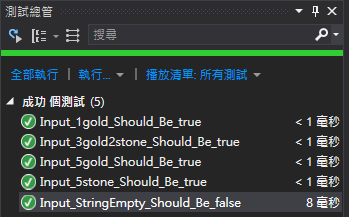 測試總管
搜尋
全部執行 | 執行... | 播放清單: 所有測試
成功 個測試 (5)
Input_1gold_Should_Be_true < 1 毫秒
Input_3gold2stone_Should_Be_true < 1 毫秒
Input_5gold_Should_Be_true < 1 毫秒
Input_5stone_Should_Be_true < 1 毫秒
Input_StringEmpty_Should_Be_false 8 毫秒